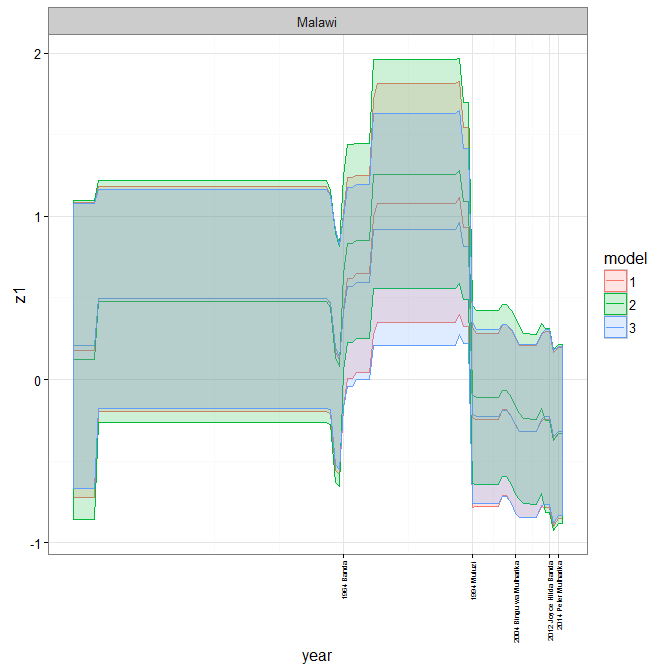 Malawi
2
1
0
-1
z1
1964 Banda
1994 Muluzi
2004 Bingu wa Mutharika
2012 Joyce Hilda Banda
2014 Peter Mutharika
year
model
1
2
3